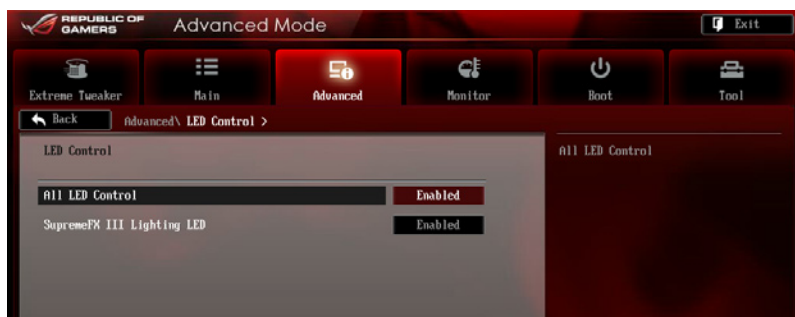 REPUBLIC OF
GAMERS
Advanced Mode
Exit
Extreme Tweaker Main Advanced Monitor Boot Tool
Back Advanced\ LED Control >
LED Control
All LED Control
All LED Control Enabled
SupremeFX III Lighting LED Enabled